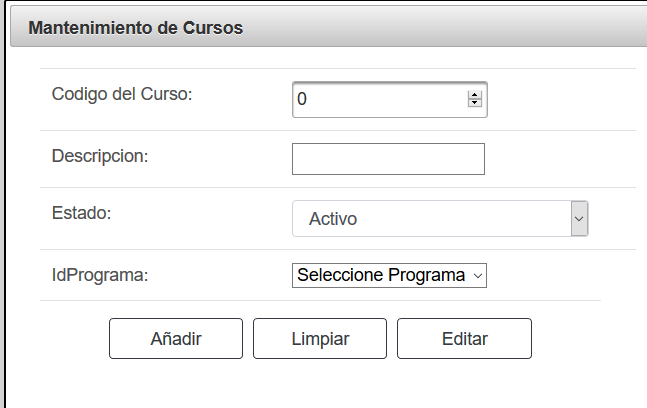 Mantenimiento de Cursos
Codigo del Curso: 0
Descripcion:
Estado: Activo
IdPrograma: Seleccione Programa
Añadir Limpiar Editar